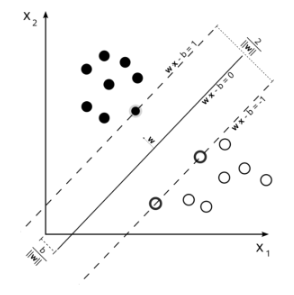 X₂
w x - b = 1
2
‖w‖
w x - b = 0
w x - b = -1
w
b
‖w‖
X₁